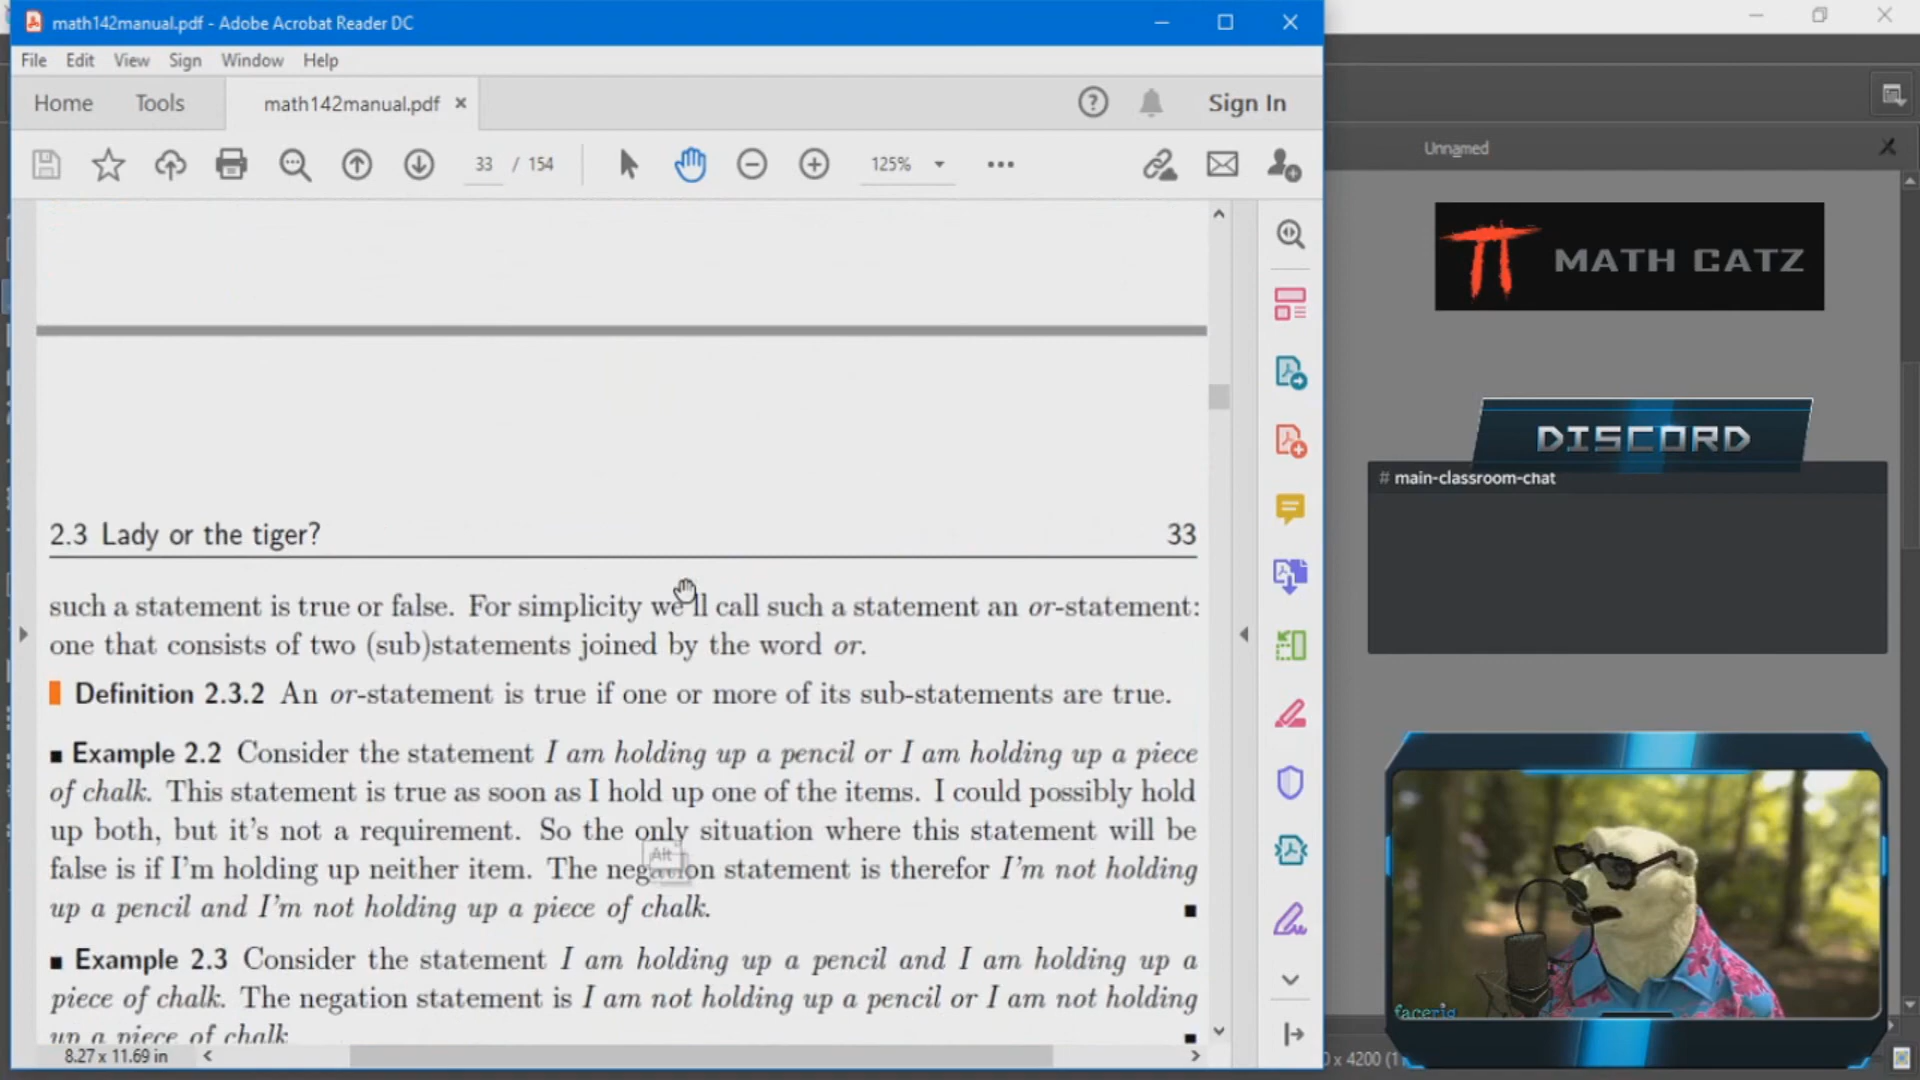 math142manual.pdf - Adobe Acrobat Reader DC
File Edit View Sign Window Help
Home Tools math142manual.pdf Sign In
33 / 154 125%
Unnamed
MATH CATZ
DISCORD
# main-classroom-chat
2.3 Lady or the tiger? 33
such a statement is true or false. For simplicity we'll call such a statement an or-statement:
one that consists of two (sub)statements joined by the word or.
Definition 2.3.2 An or-statement is true if one or more of its sub-statements are true.
Example 2.2 Consider the statement I am holding up a pencil or I am holding up a piece
of chalk. This statement is true as soon as I hold up one of the items. I could possibly hold
up both, but it's not a requirement. So the only situation where this statement will be
Alt
false is if I'm holding up neither item. The negation statement is therefor I'm not holding
up a pencil and I'm not holding up a piece of chalk.
Example 2.3 Consider the statement I am holding up a pencil and I am holding up a
piece of chalk. The negation statement is I am not holding up a pencil or I am not holding
up a piece of chalk
8.27 x 11.69 in
facerig
x 4200 (1